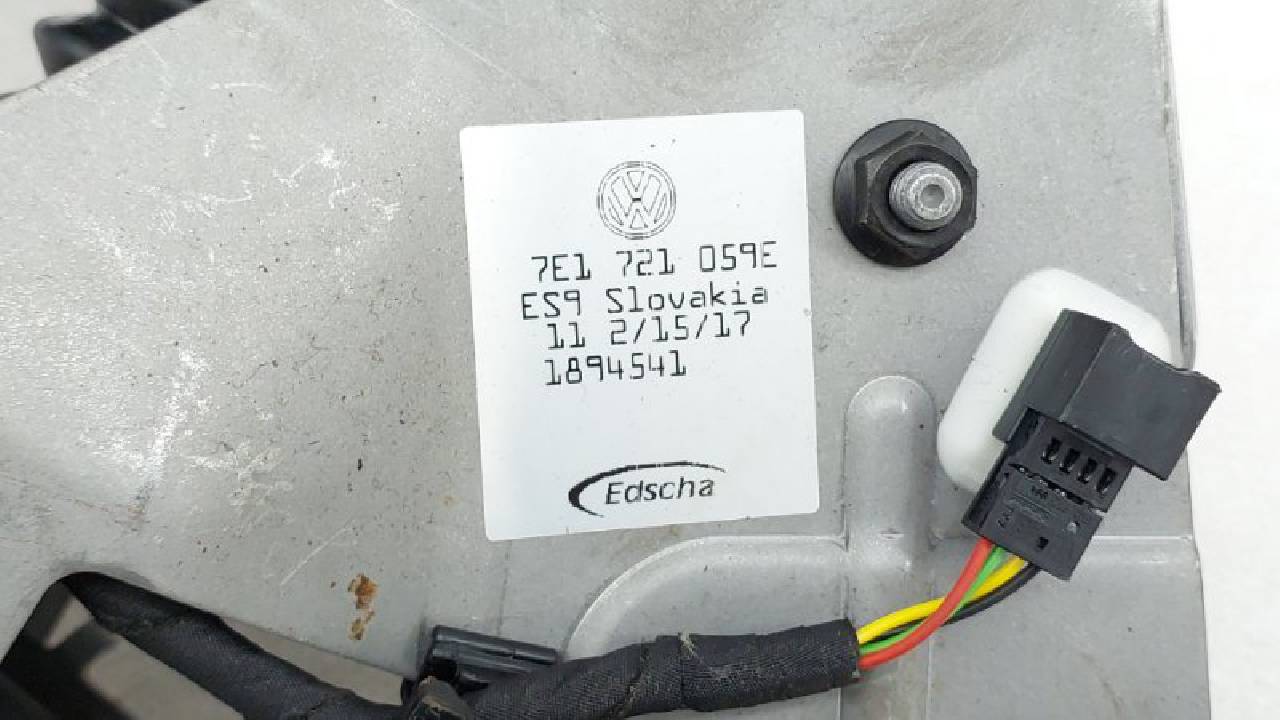 7E1 721 059E
ES9 Slovakia
11 2/15/17
1894541
Edscha